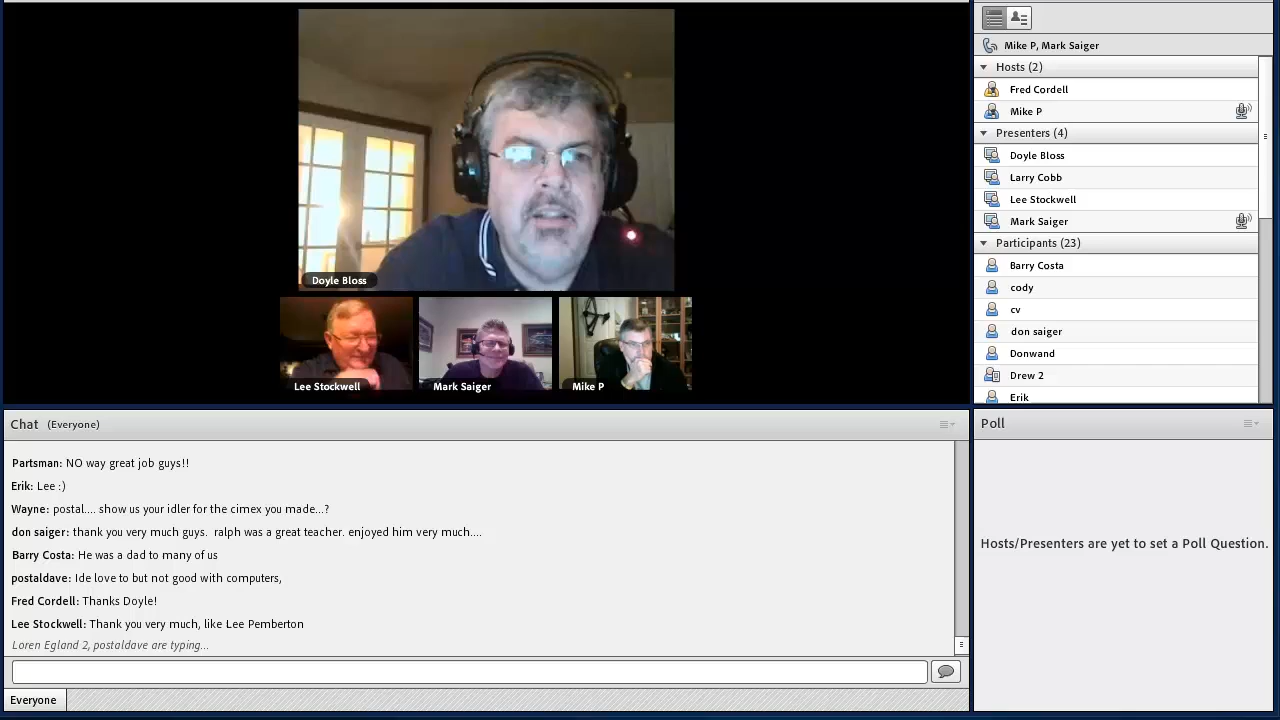 Doyle Bloss
Lee Stockwell
Mark Saiger
Mike P
Mike P, Mark Saiger
Hosts (2)
Fred Cordell
Mike P
Presenters (4)
Doyle Bloss
Larry Cobb
Lee Stockwell
Mark Saiger
Participants (23)
Barry Costa
cody
cv
don saiger
Donwand
Drew 2
Erik
Chat (Everyone)
Partsman: NO way great job guys!!
Erik: Lee :)
Wayne: postal.... show us your idler for the cimex you made...?
don saiger: thank you very much guys. ralph was a great teacher. enjoyed him very much....
Barry Costa: He was a dad to many of us
postaldave: Ide love to but not good with computers,
Fred Cordell: Thanks Doyle!
Lee Stockwell: Thank you very much, like Lee Pemberton
Loren Egland 2, postaldave are typing...
Everyone
Poll
Hosts/Presenters are yet to set a Poll Question.